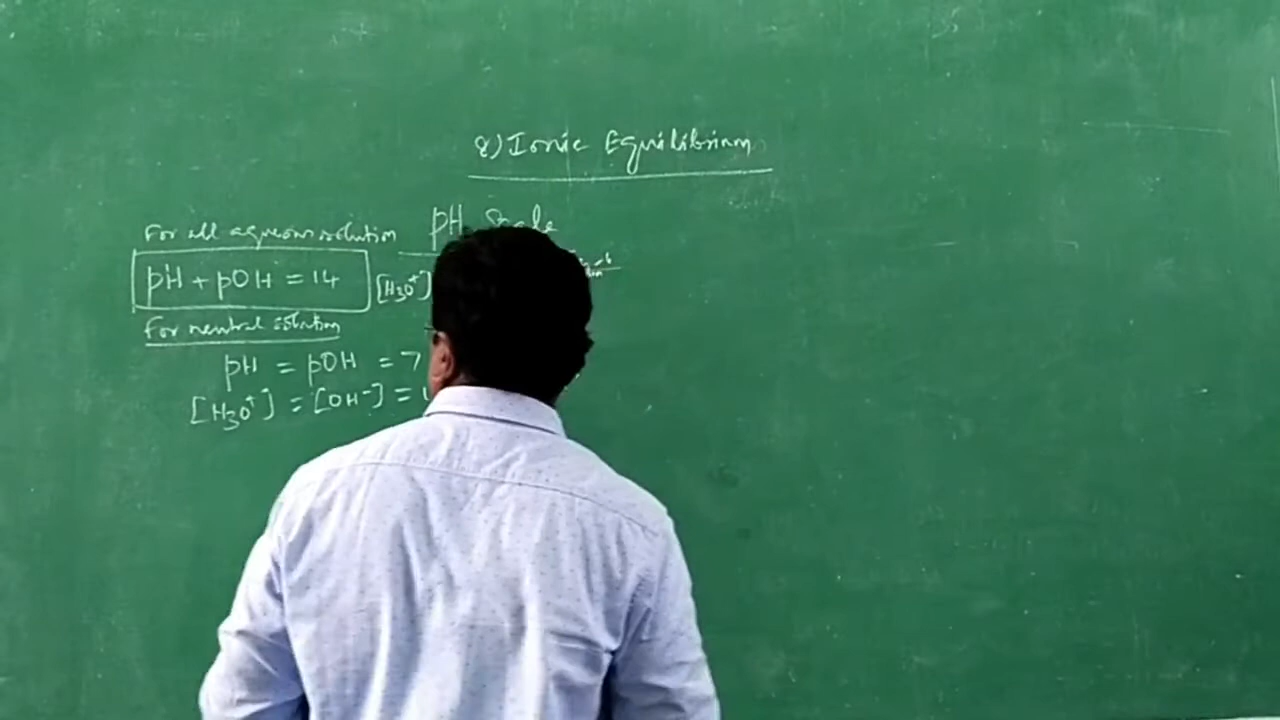 8) Ionic Equilibrium
pH Scale
For all aqueous solution
pH + pOH = 14
[H3O+]
For neutral solution
pH = pOH = 7
[H3O+] = [OH-] =